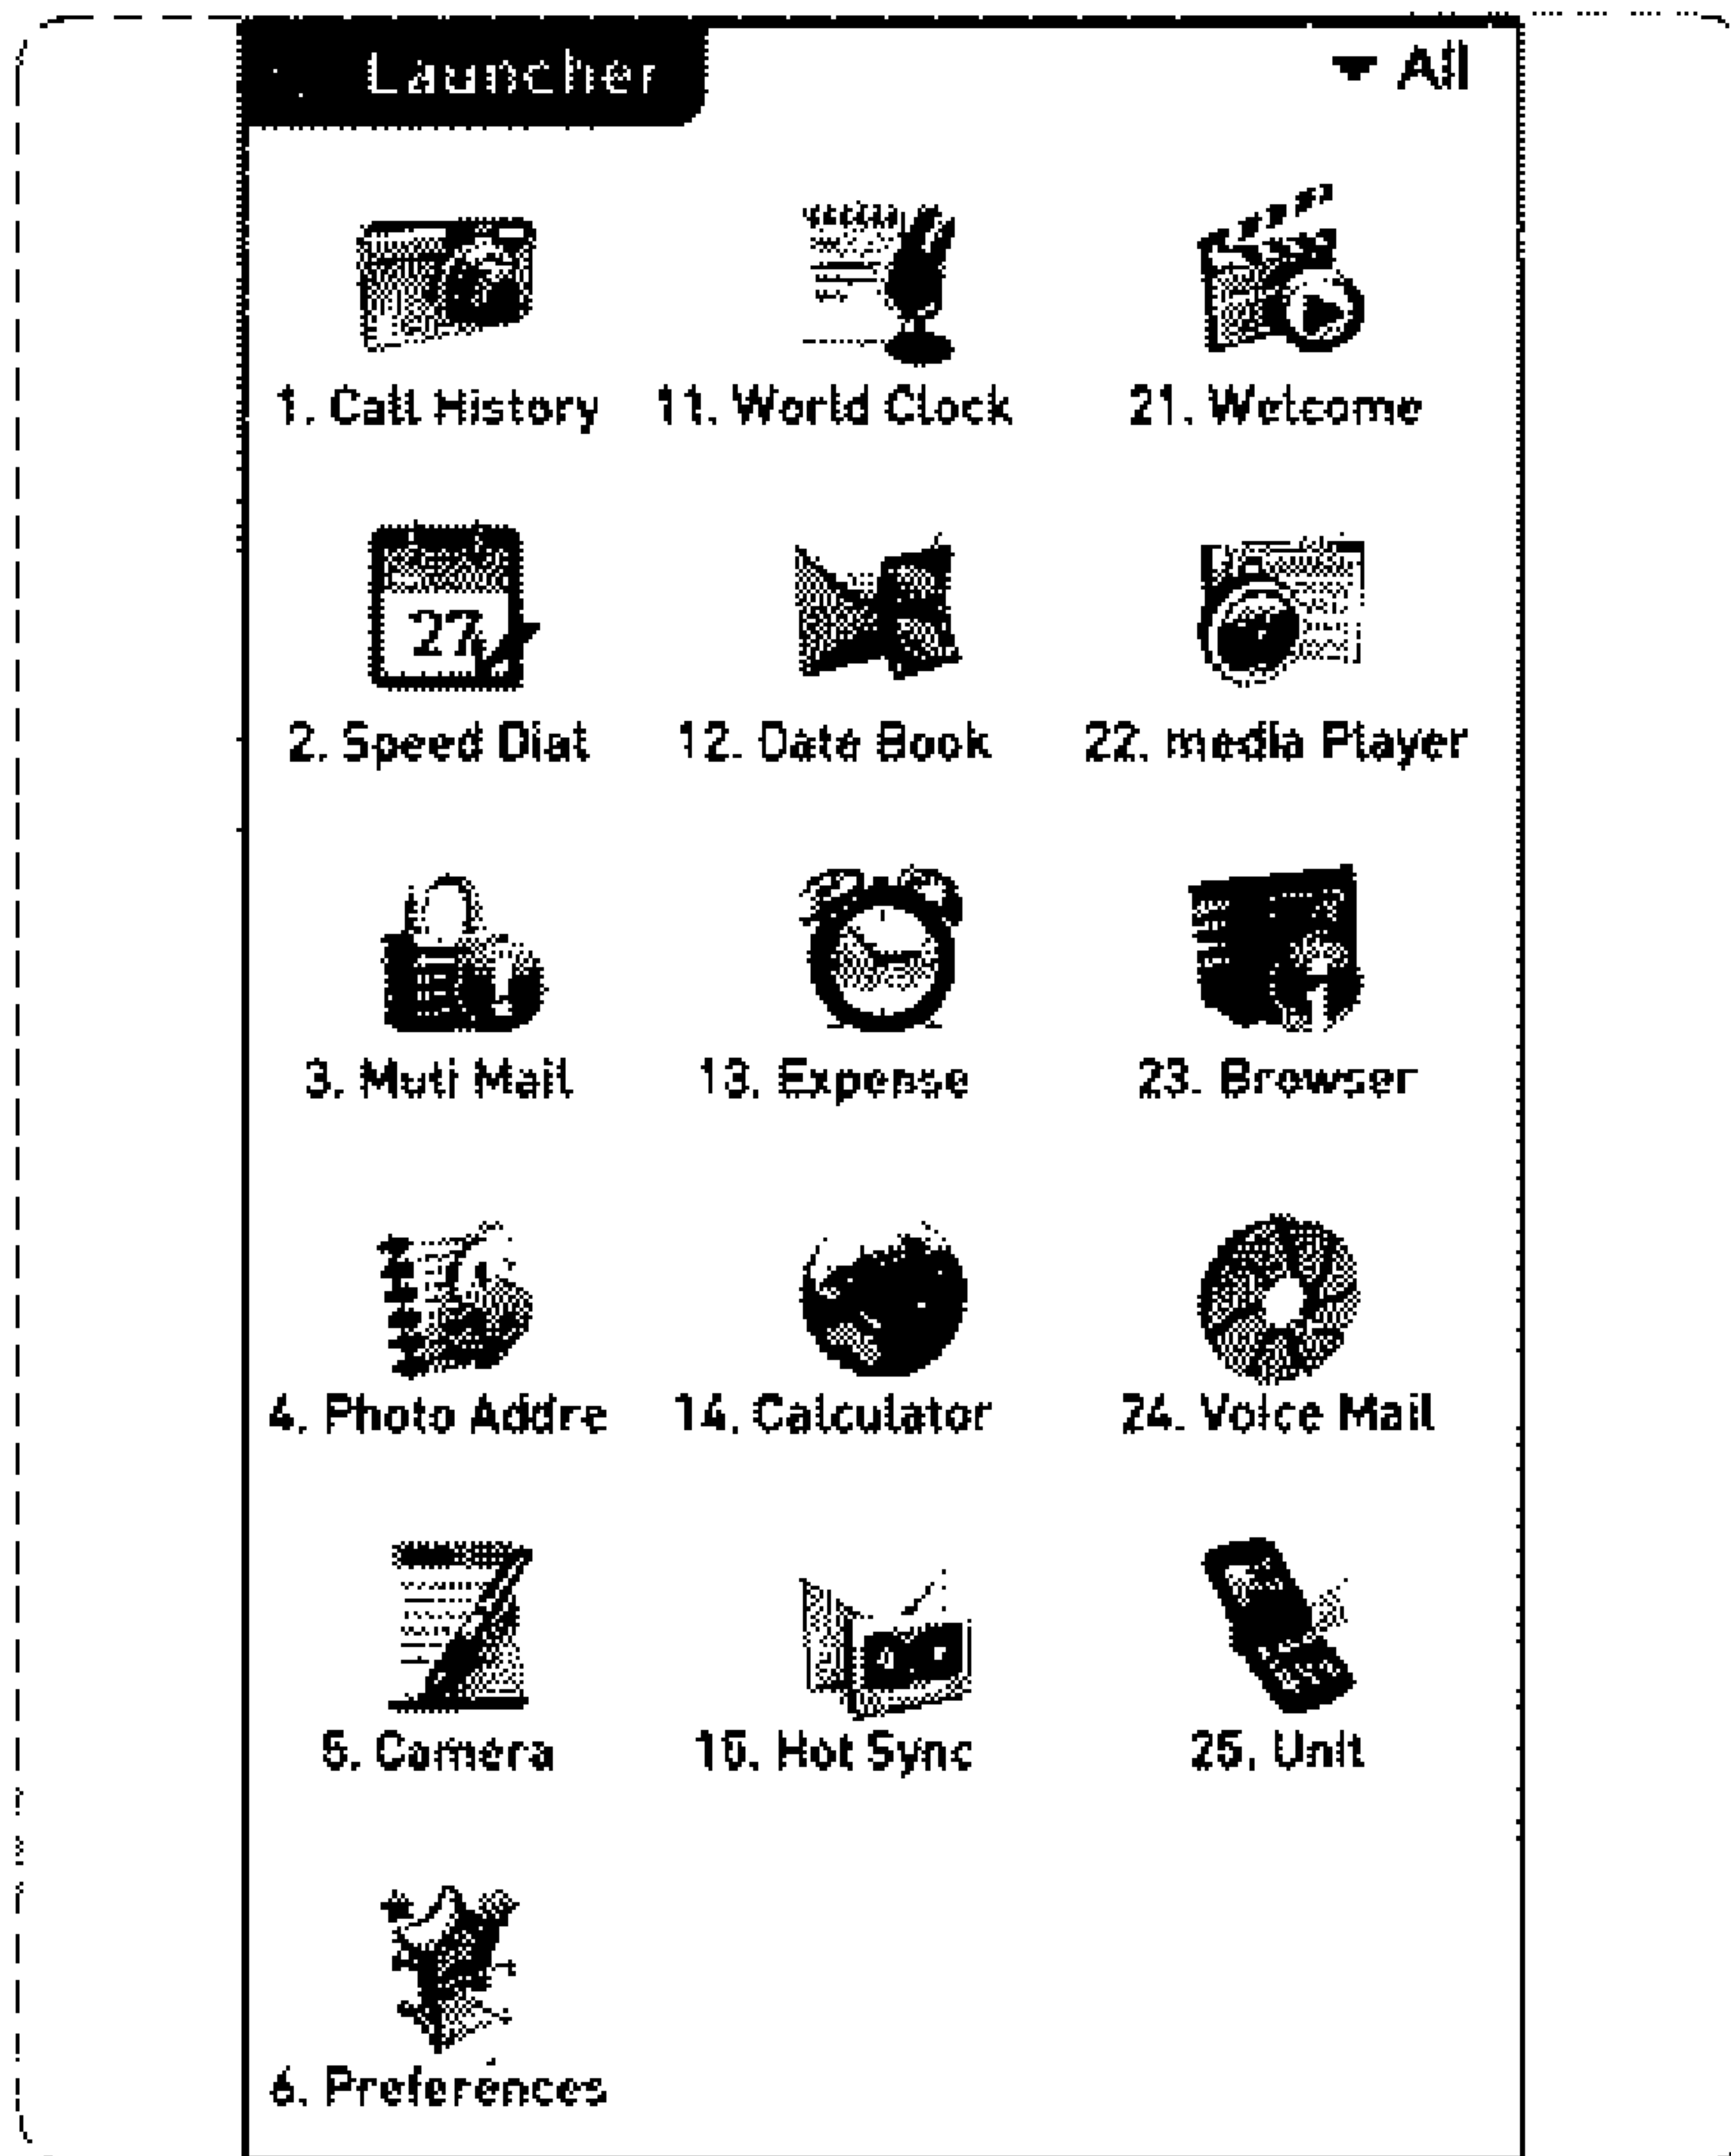 Launcher
All
1. Call History
11. World Clock
21. Welcome
27
2. Speed Dial
12. Date Book
22. media Player
3. Muti Mail
13. Expense
23. Browser
4. Photo Addre
14. Calculator
24. Voice Mail
5. Camera
15. Hot Sync
25. Unit
6. Preferences